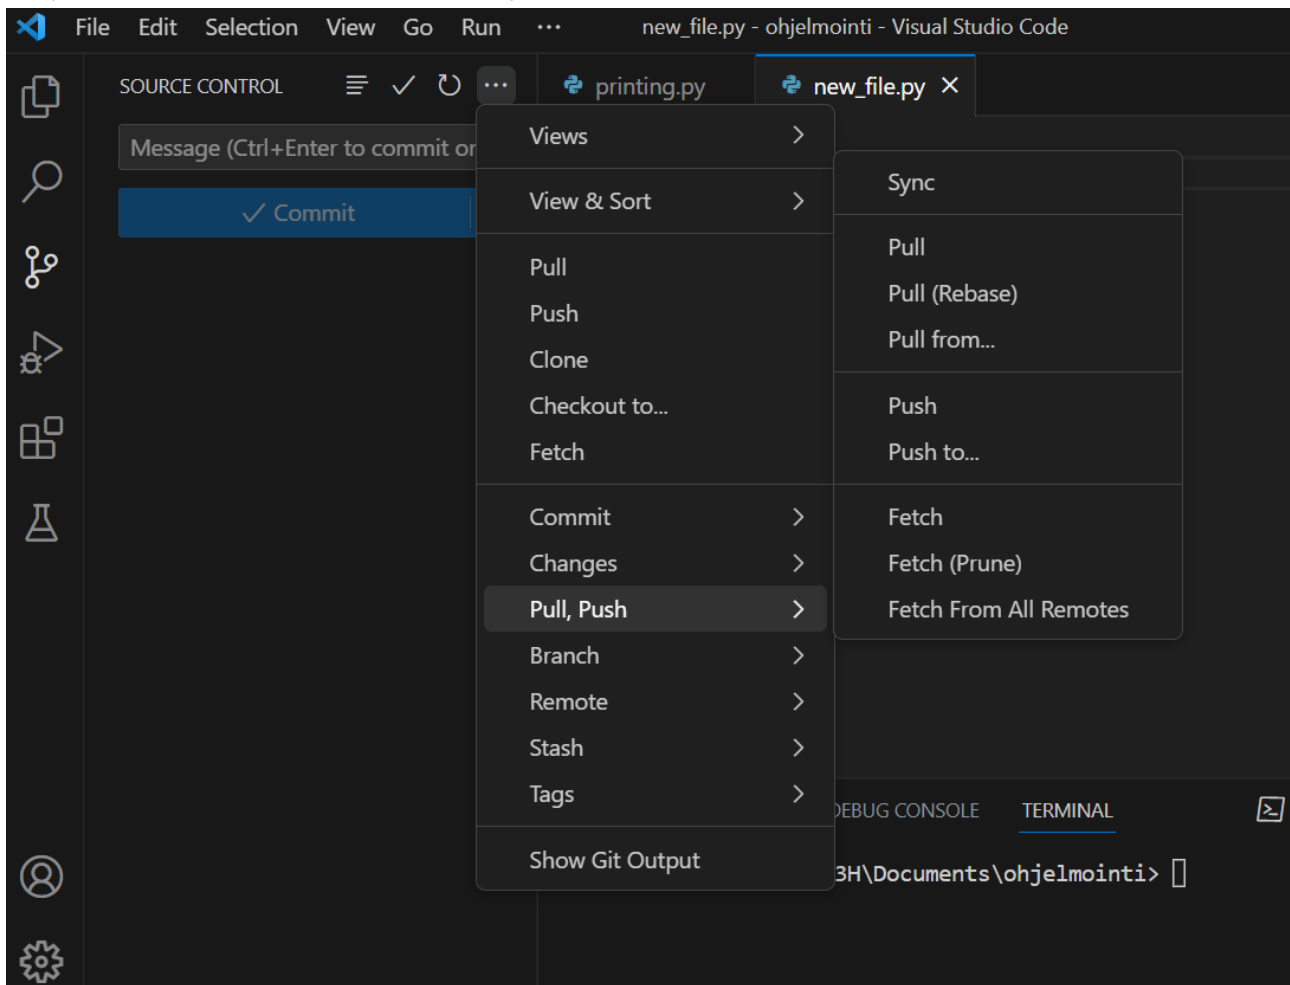 File Edit Selection View Go Run ··· new_file.py - ohjelmointi - Visual Studio Code
SOURCE CONTROL
printing.py
new_file.py
Message (Ctrl+Enter to commit or
Commit
Views
View & Sort
Pull
Push
Clone
Checkout to...
Fetch
Commit
Changes
Pull, Push
Branch
Remote
Stash
Tags
Show Git Output
Sync
Pull
Pull (Rebase)
Pull from...
Push
Push to...
Fetch
Fetch (Prune)
Fetch From All Remotes
DEBUG CONSOLE TERMINAL
3H\Documents\ohjelmointi>